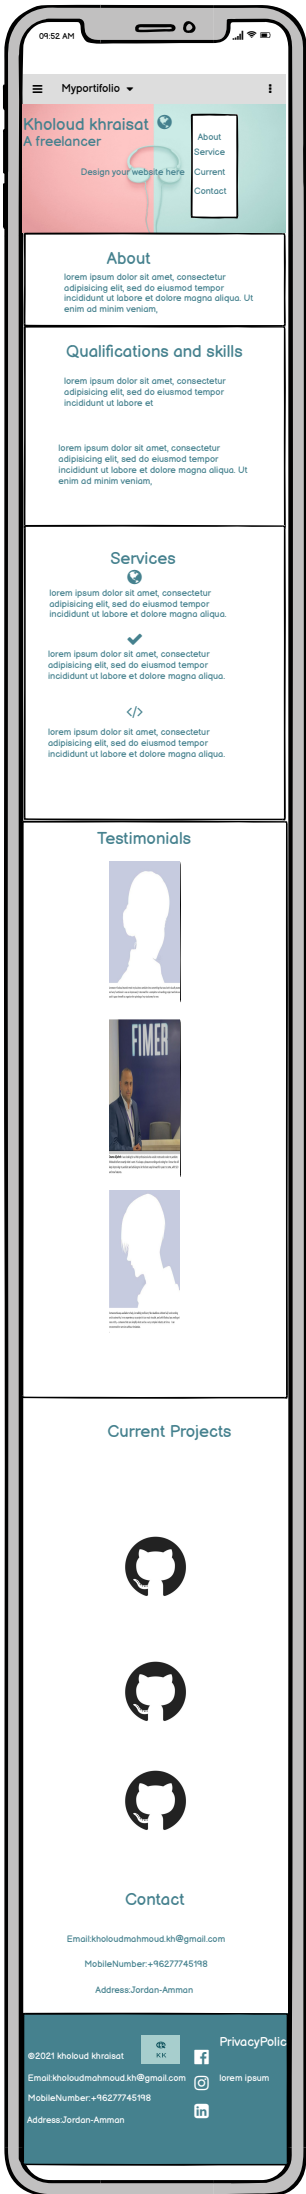 09:52 AM
Myportifolio
Kholoud khraisat
A freelancer
Design your website here
About
Service
Current
Contact
About
lorem ipsum dolor sit amet, consectetur
adipisicing elit, sed do eiusmod tempor
incididunt ut labore et dolore magna aliqua. Ut
enim ad minim veniam,
Qualifications and skills
lorem ipsum dolor sit amet, consectetur
adipisicing elit, sed do eiusmod tempor
incididunt ut labore et
lorem ipsum dolor sit amet, consectetur
adipisicing elit, sed do eiusmod tempor
incididunt ut labore et dolore magna aliqua. Ut
enim ad minim veniam,
Services
lorem ipsum dolor sit amet, consectetur
adipisicing elit, sed do eiusmod tempor
incididunt ut labore et dolore magna aliqua.
lorem ipsum dolor sit amet, consectetur
adipisicing elit, sed do eiusmod tempor
incididunt ut labore et dolore magna aliqua.
</>
lorem ipsum dolor sit amet, consectetur
adipisicing elit, sed do eiusmod tempor
incididunt ut labore et dolore magna aliqua.
Testimonials
FIMER
Current Projects
Contact
Email:kholoudmahmoud.kh@gmail.com
MobileNumber:+96277745198
Address:Jordan-Amman
PrivacyPolic
KK
©2021 kholoud khraisat
Email:kholoudmahmoud.kh@gmail.com
lorem ipsum
MobileNumber:+96277745198
Address:Jordan-Amman